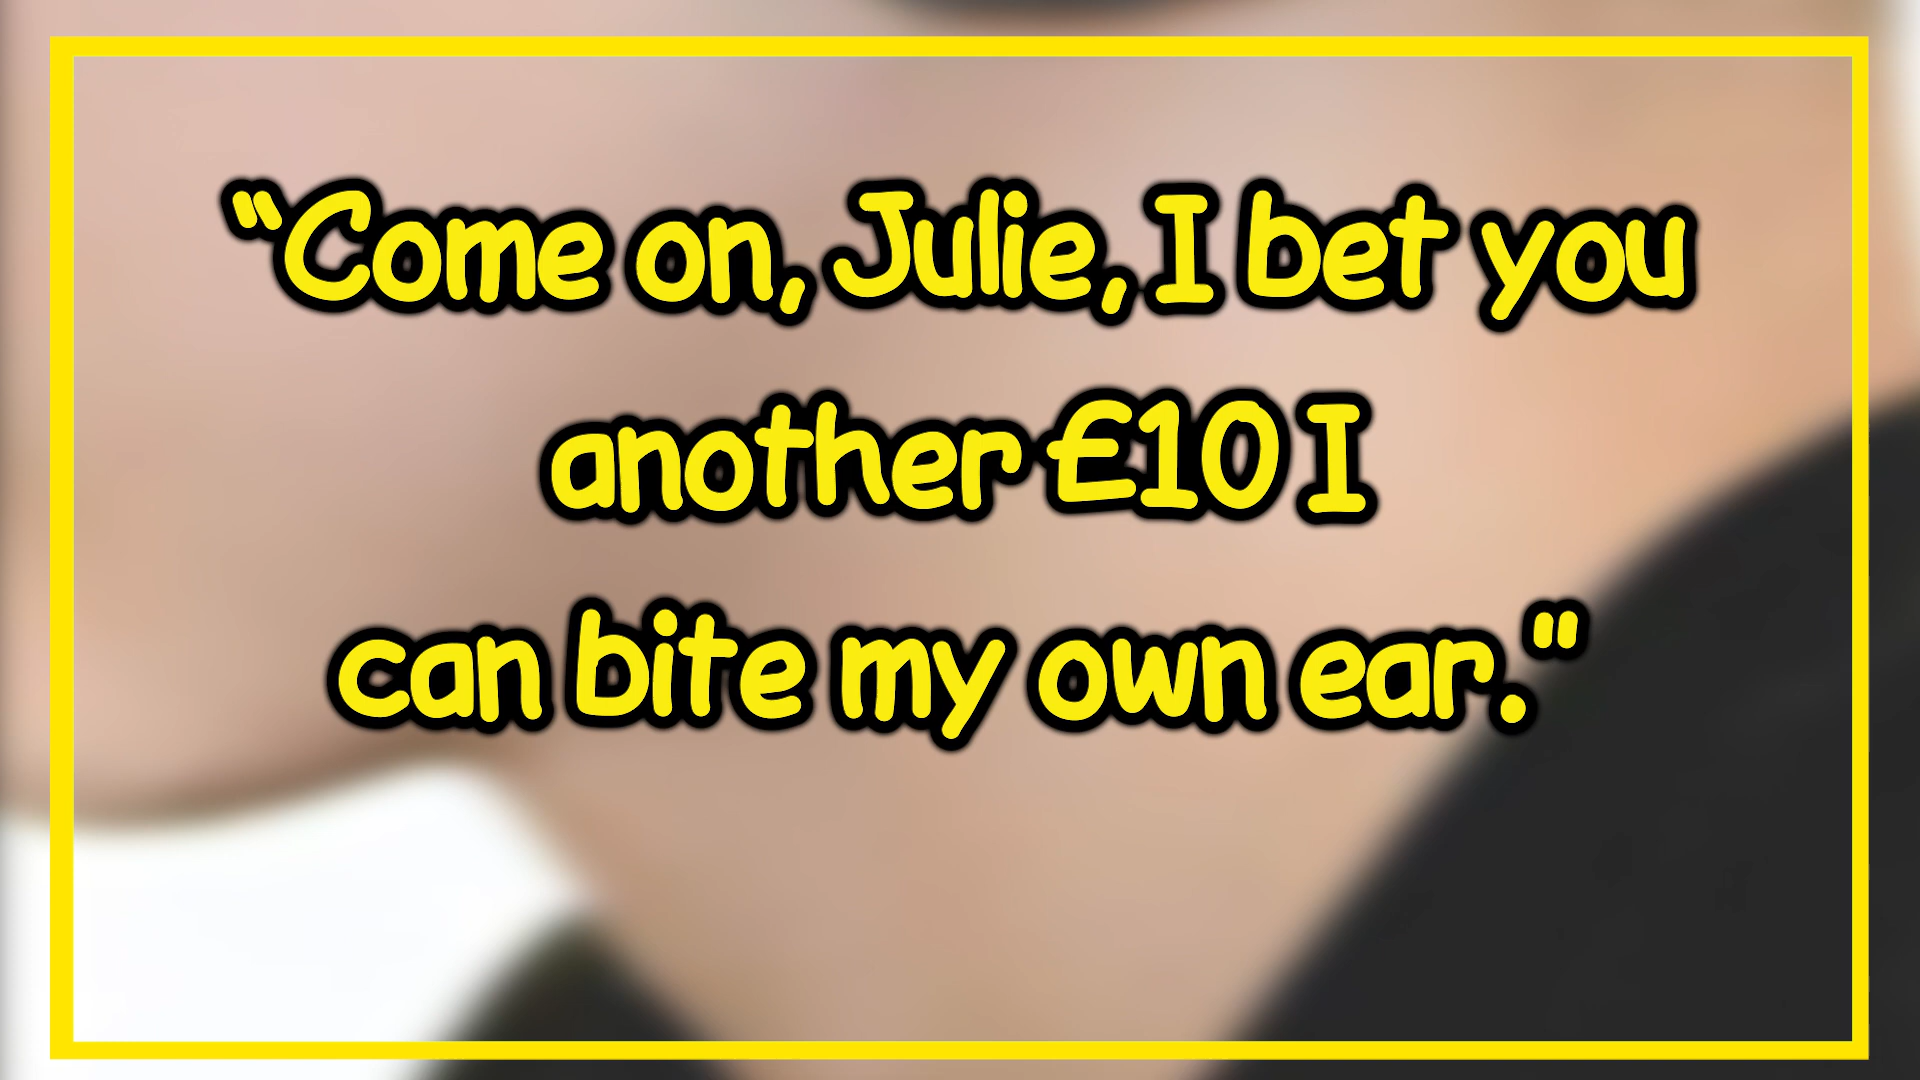 “Come on, Julie, I bet you
another £10 I
can bite my own ear."